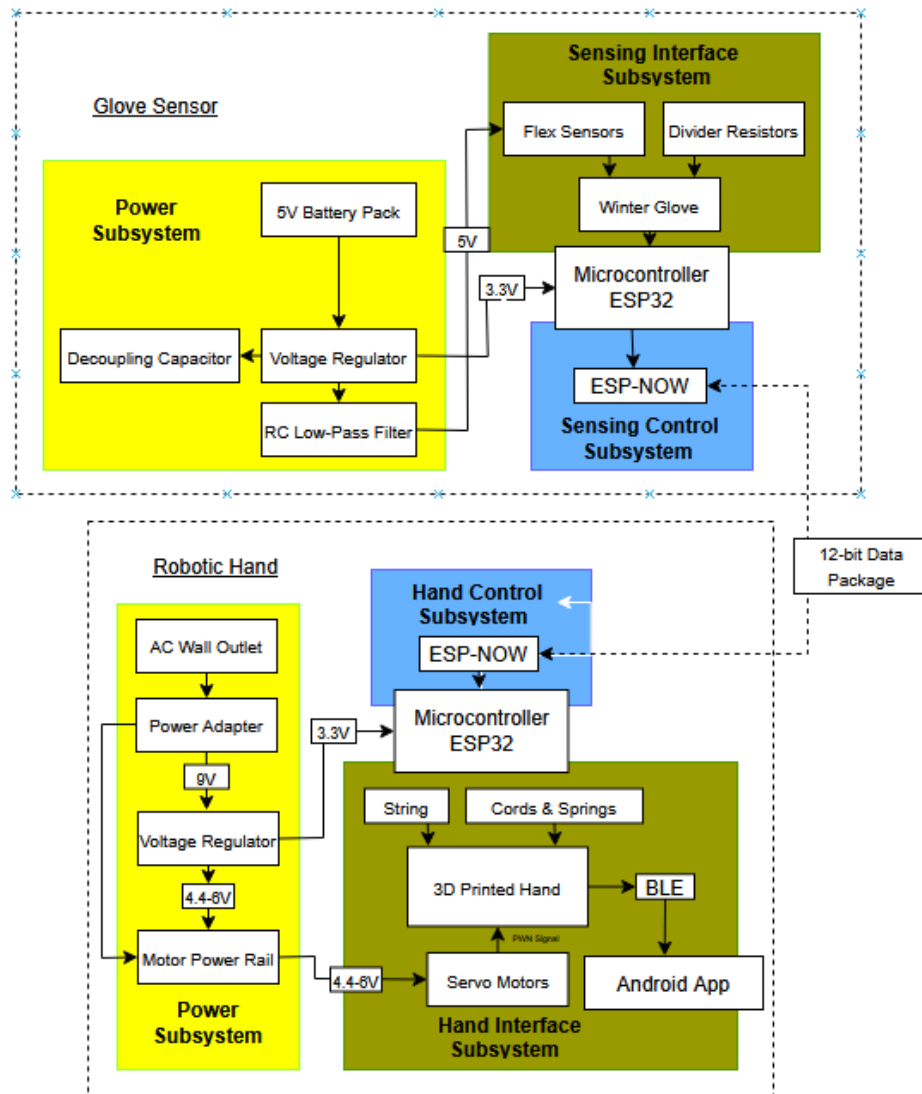 Sensing Interface
Subsystem
Glove Sensor
Flex Sensors
Divider Resistors
Power
Subsystem
5V Battery Pack
Winter Glove
5V
Microcontroller
ESP32
3.3V
Decoupling Capacitor
Voltage Regulator
ESP-NOW
RC Low-Pass Filter
Sensing Control
Subsystem
12-bit Data
Package
Robotic Hand
Hand Control
Subsystem
AC Wall Outlet
ESP-NOW
Power Adapter
Microcontroller
ESP32
3.3V
9V
String
Cords & Springs
Voltage Regulator
3D Printed Hand
BLE
4.4-6V
PWN Signal
Motor Power Rail
4.4-6V
Servo Motors
Android App
Power
Subsystem
Hand Interface
Subsystem